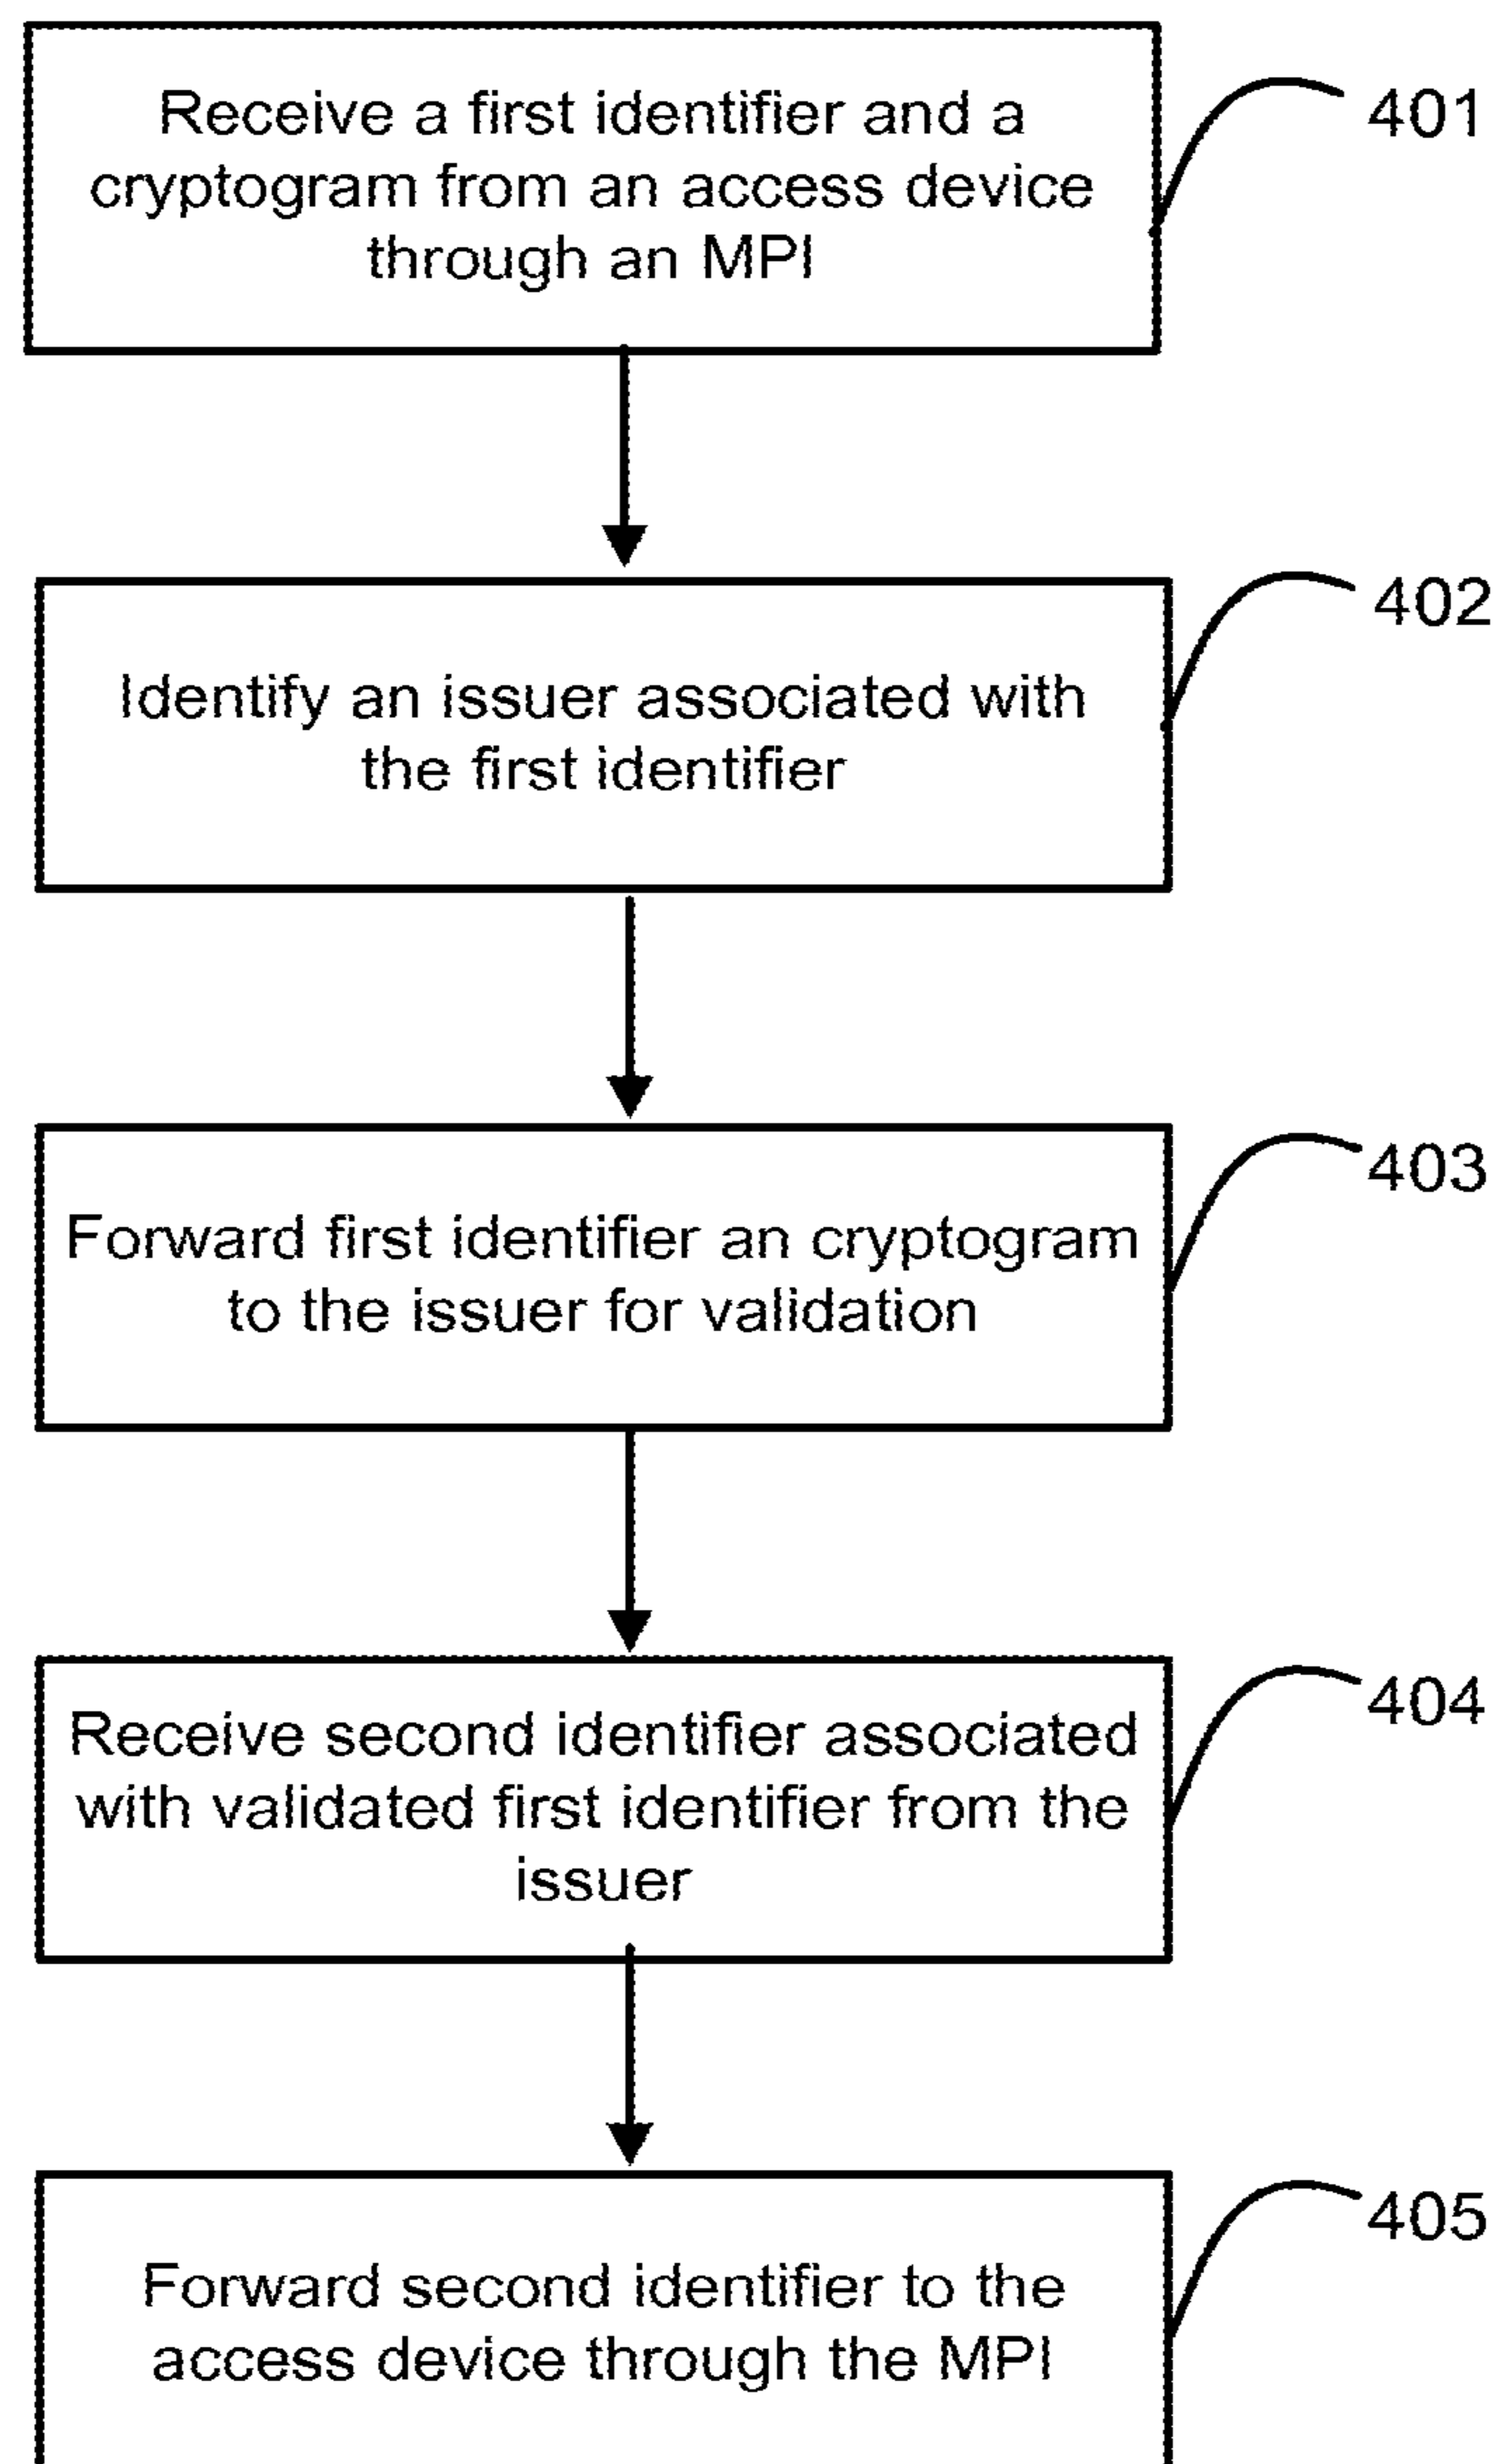 Receive a first identifier and a
cryptogram from an access device
through an MPI
401
Identify an issuer associated with
the first identifier
402
Forward first identifier an cryptogram
to the issuer for validation
403
Receive second identifier associated
with validated first identifier from the
issuer
404
Forward second identifier to the
access device through the MPI
405